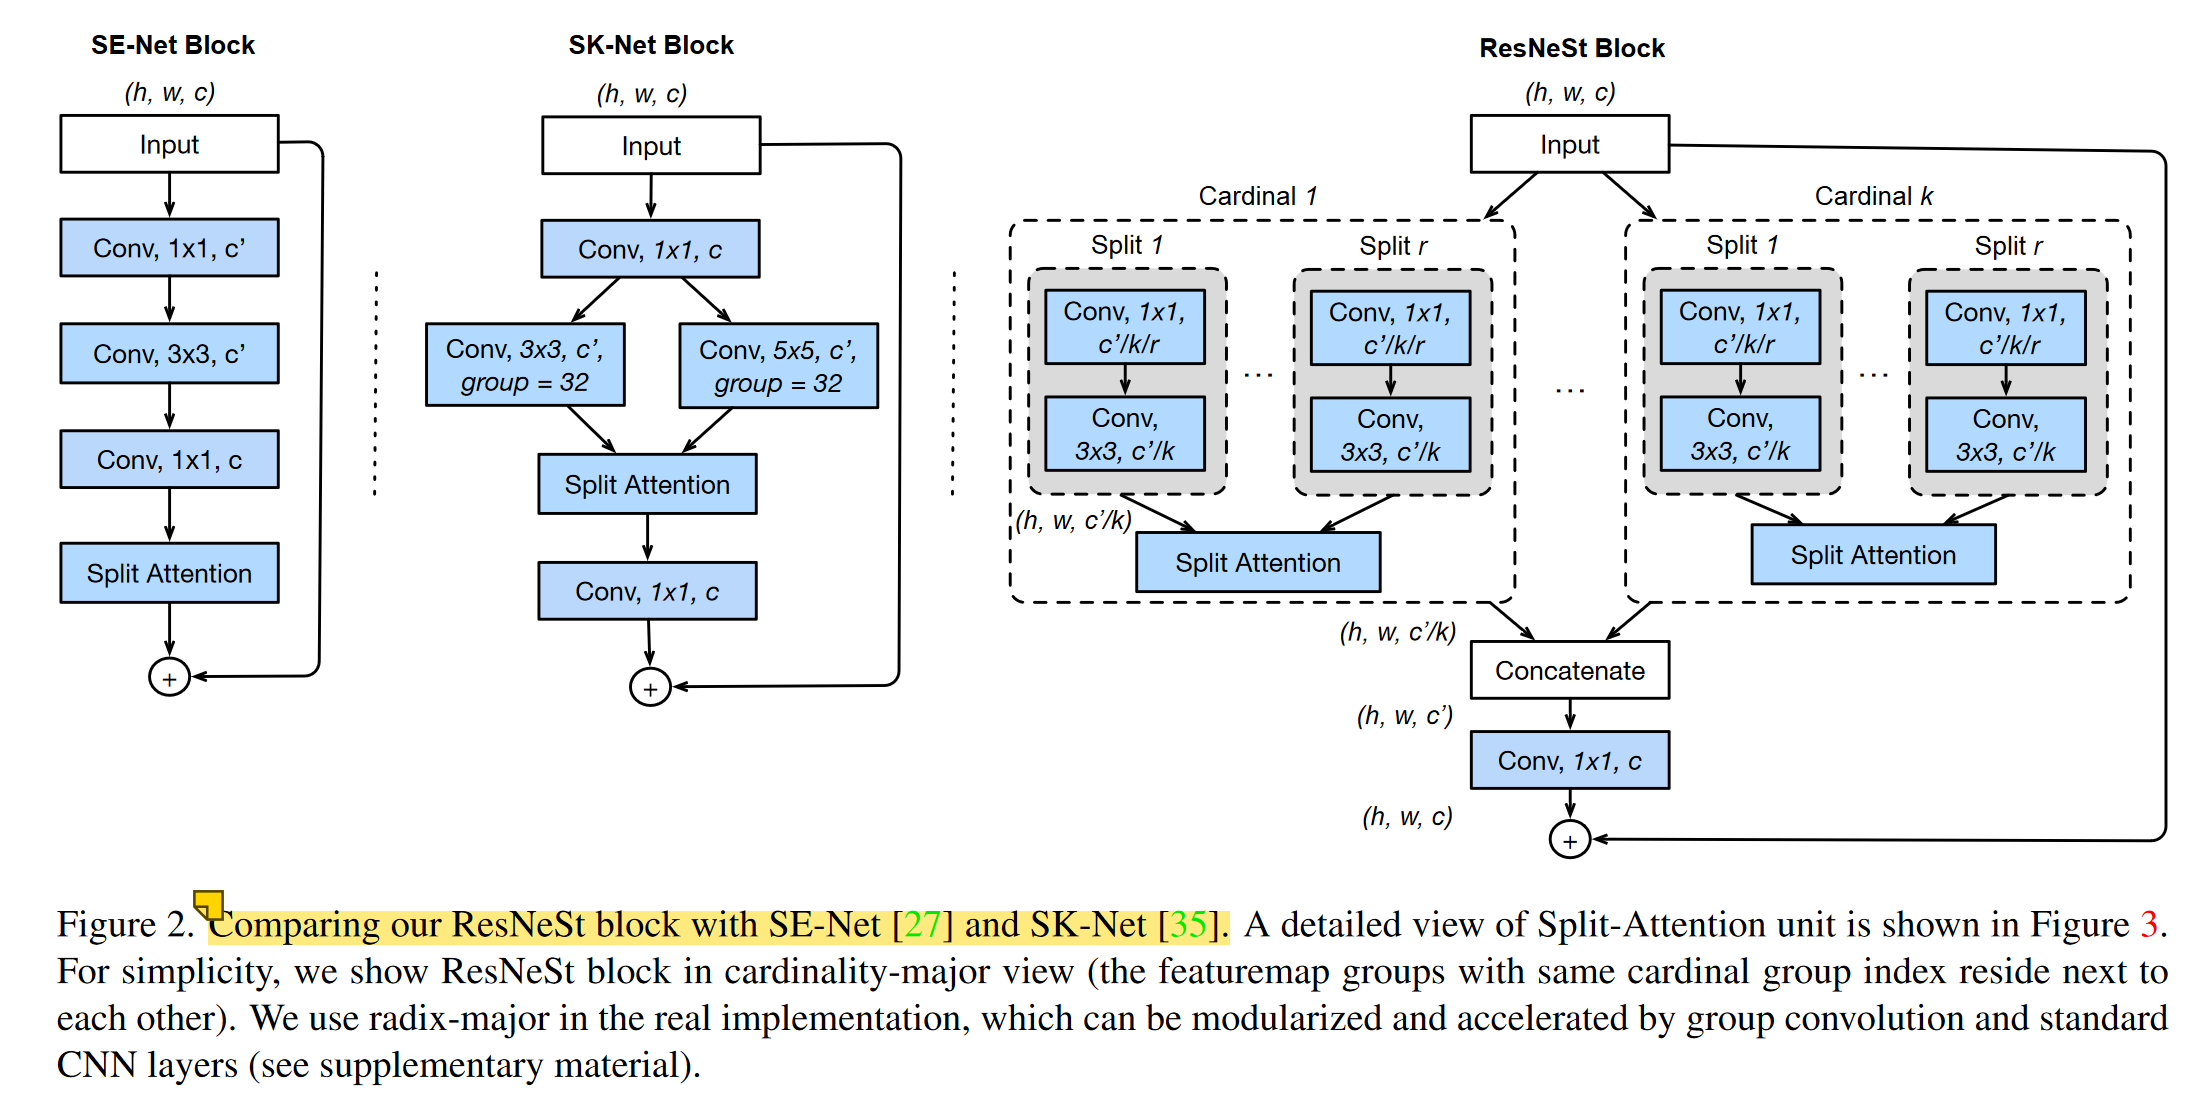 SE-Net Block
(h, w, c)
Input
Conv, 1x1, c’
Conv, 3x3, c’
Conv, 1x1, c
Split Attention
+
SK-Net Block
(h, w, c)
Input
Conv, 1x1, c
Conv, 3x3, c’,
group = 32
Conv, 5x5, c’,
group = 32
Split Attention
Conv, 1x1, c
+
ResNeSt Block
(h, w, c)
Input
Cardinal 1
Split 1
Conv, 1x1,
c’/k/r
Conv,
3x3, c’/k
...
Split r
Conv, 1x1,
c’/k/r
Conv,
3x3, c’/k
(h, w, c’/k)
Split Attention
...
Cardinal k
Split 1
Conv, 1x1,
c’/k/r
Conv,
3x3, c’/k
...
Split r
Conv, 1x1,
c’/k/r
Conv,
3x3, c’/k
Split Attention
(h, w, c’/k)
Concatenate
(h, w, c’)
Conv, 1x1, c
(h, w, c)
+
Figure 2. Comparing our ResNeSt block with SE-Net [27] and SK-Net [35]. A detailed view of Split-Attention unit is shown in Figure 3.
For simplicity, we show ResNeSt block in cardinality-major view (the featuremap groups with same cardinal group index reside next to
each other). We use radix-major in the real implementation, which can be modularized and accelerated by group convolution and standard
CNN layers (see supplementary material).